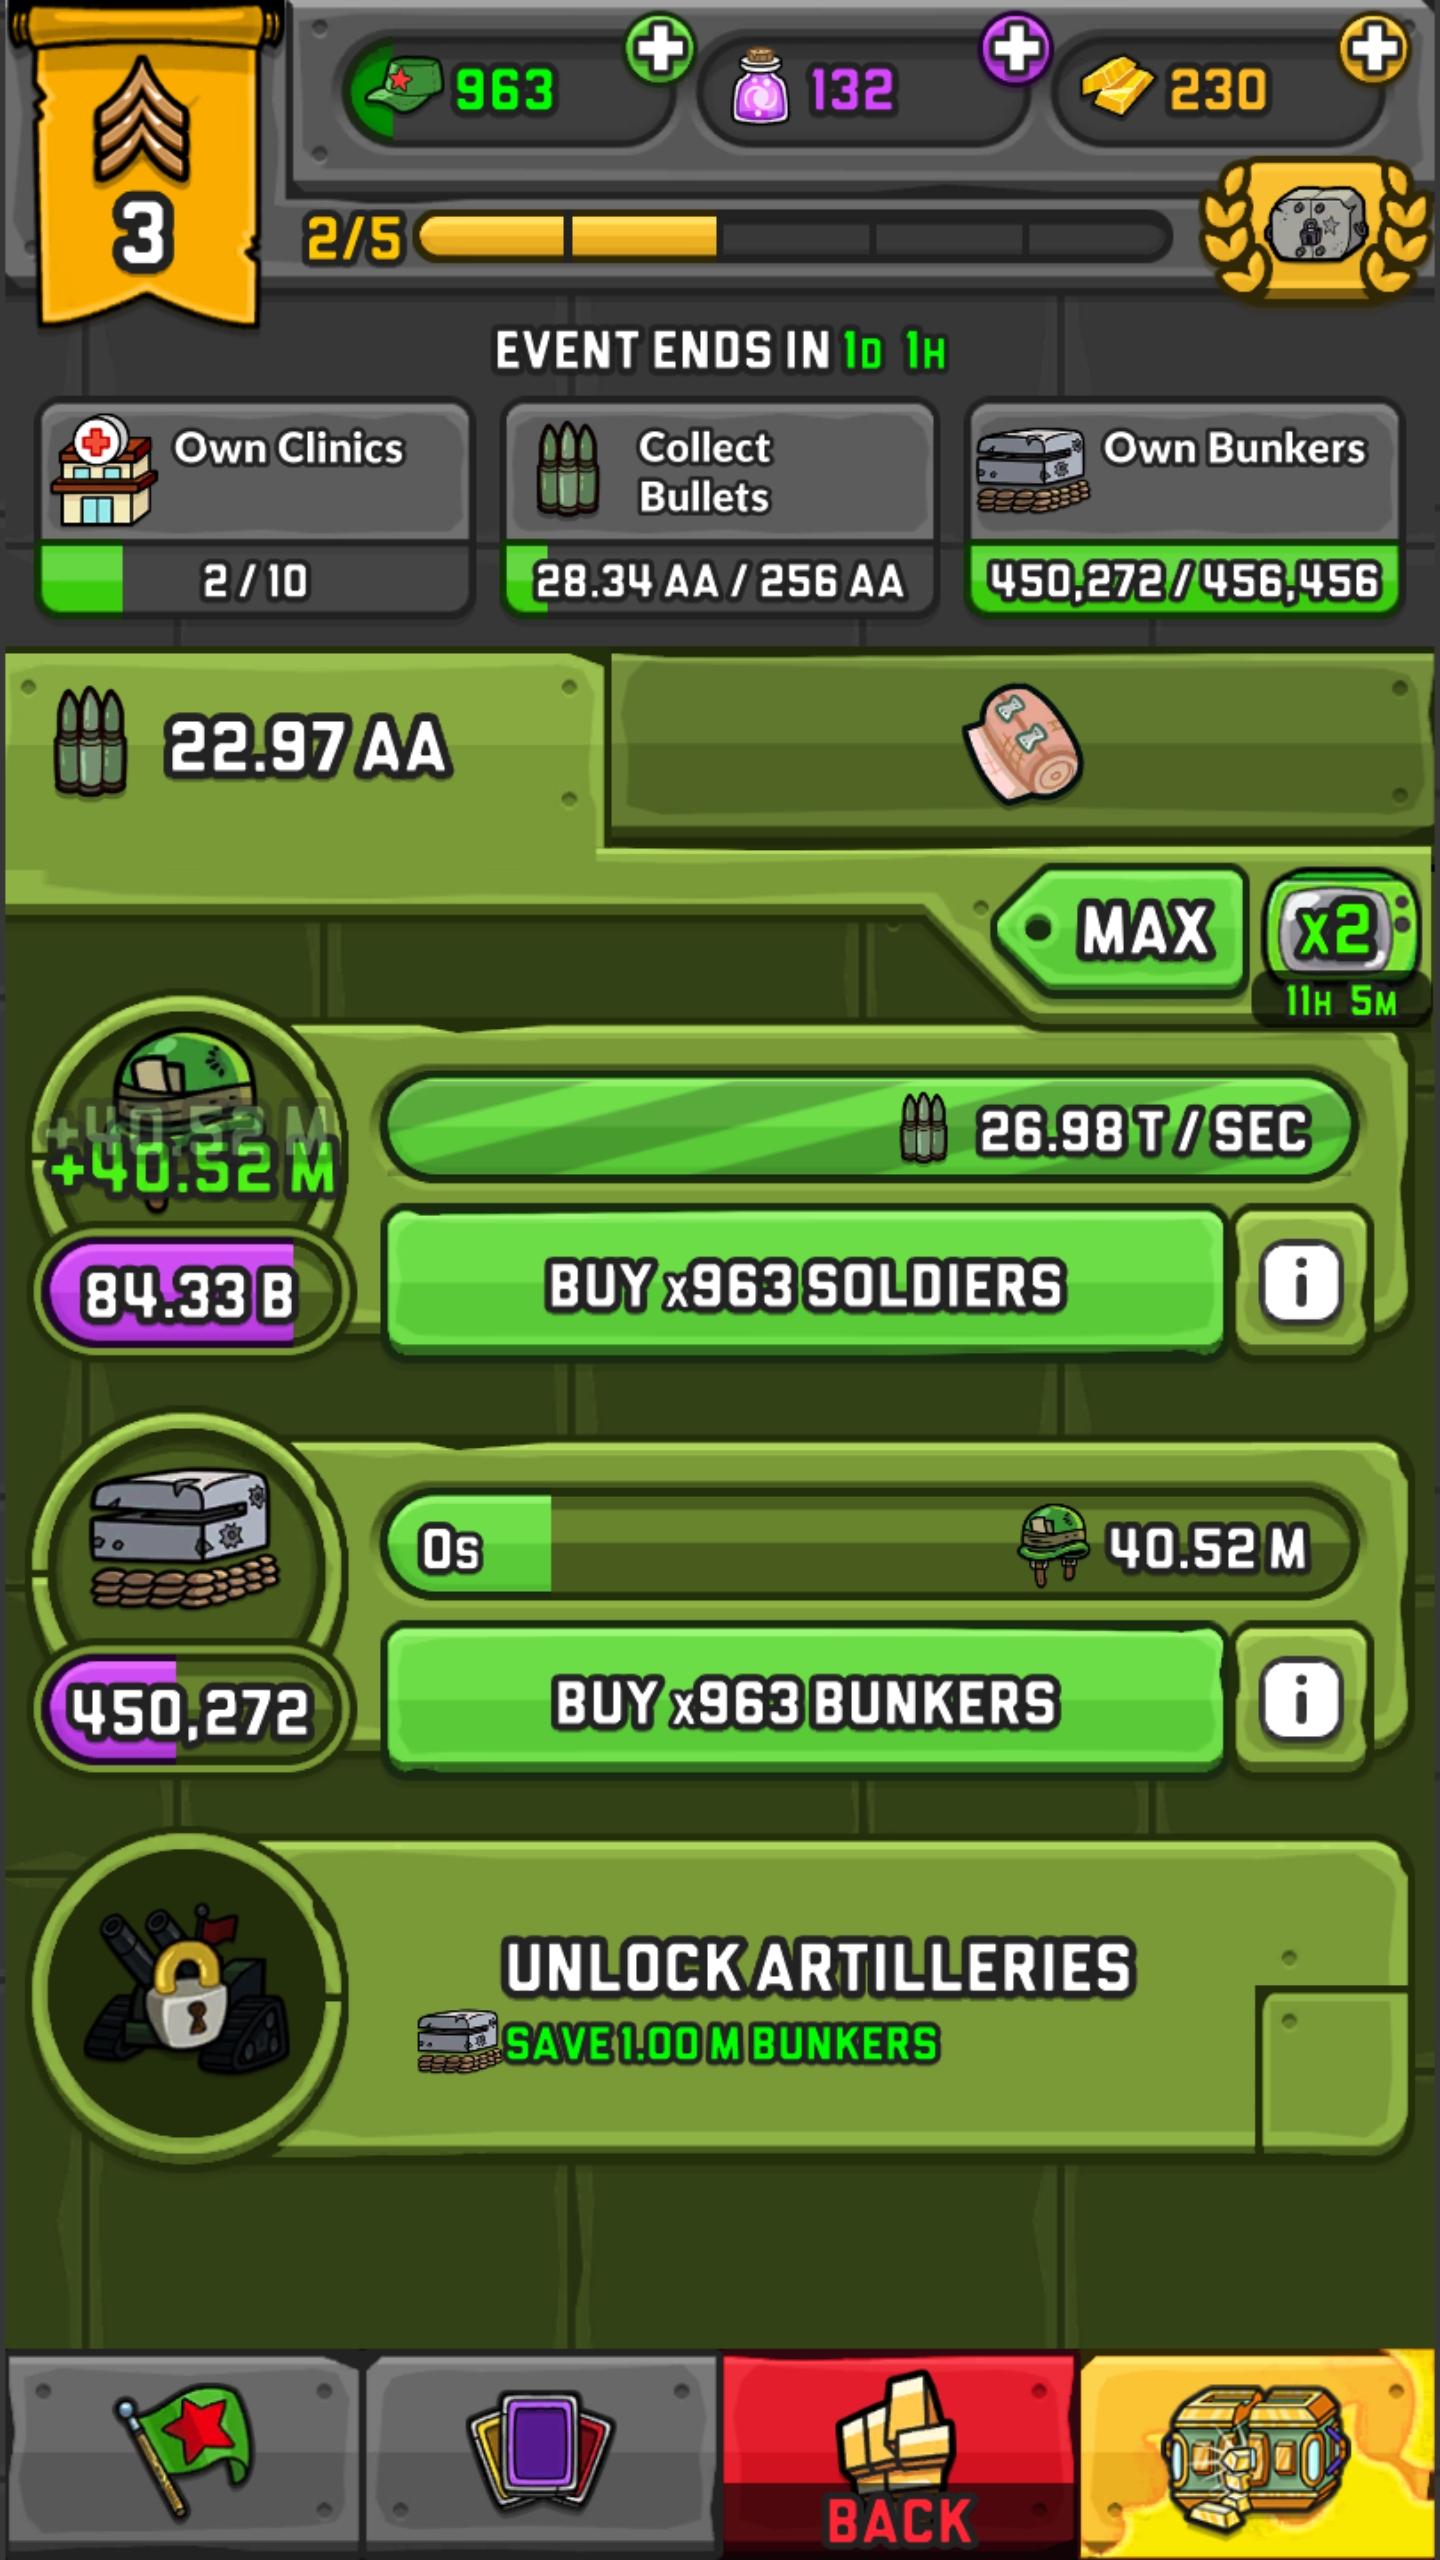 963
132
230
3
2/5
EVENT ENDS IN 1D 1H
Own Clinics
2 / 10
Collect
Bullets
28.34 AA / 256 AA
Own Bunkers
450,272 / 456,456
22.97 AA
MAX
x2
11H 5M
+40.52 M
+40.52 M
26.98 T / SEC
84.33 B
BUY x963 SOLDIERS
i
0s
40.52 M
450,272
BUY x963 BUNKERS
i
UNLOCK ARTILLERIES
SAVE 1.00 M BUNKERS
BACK